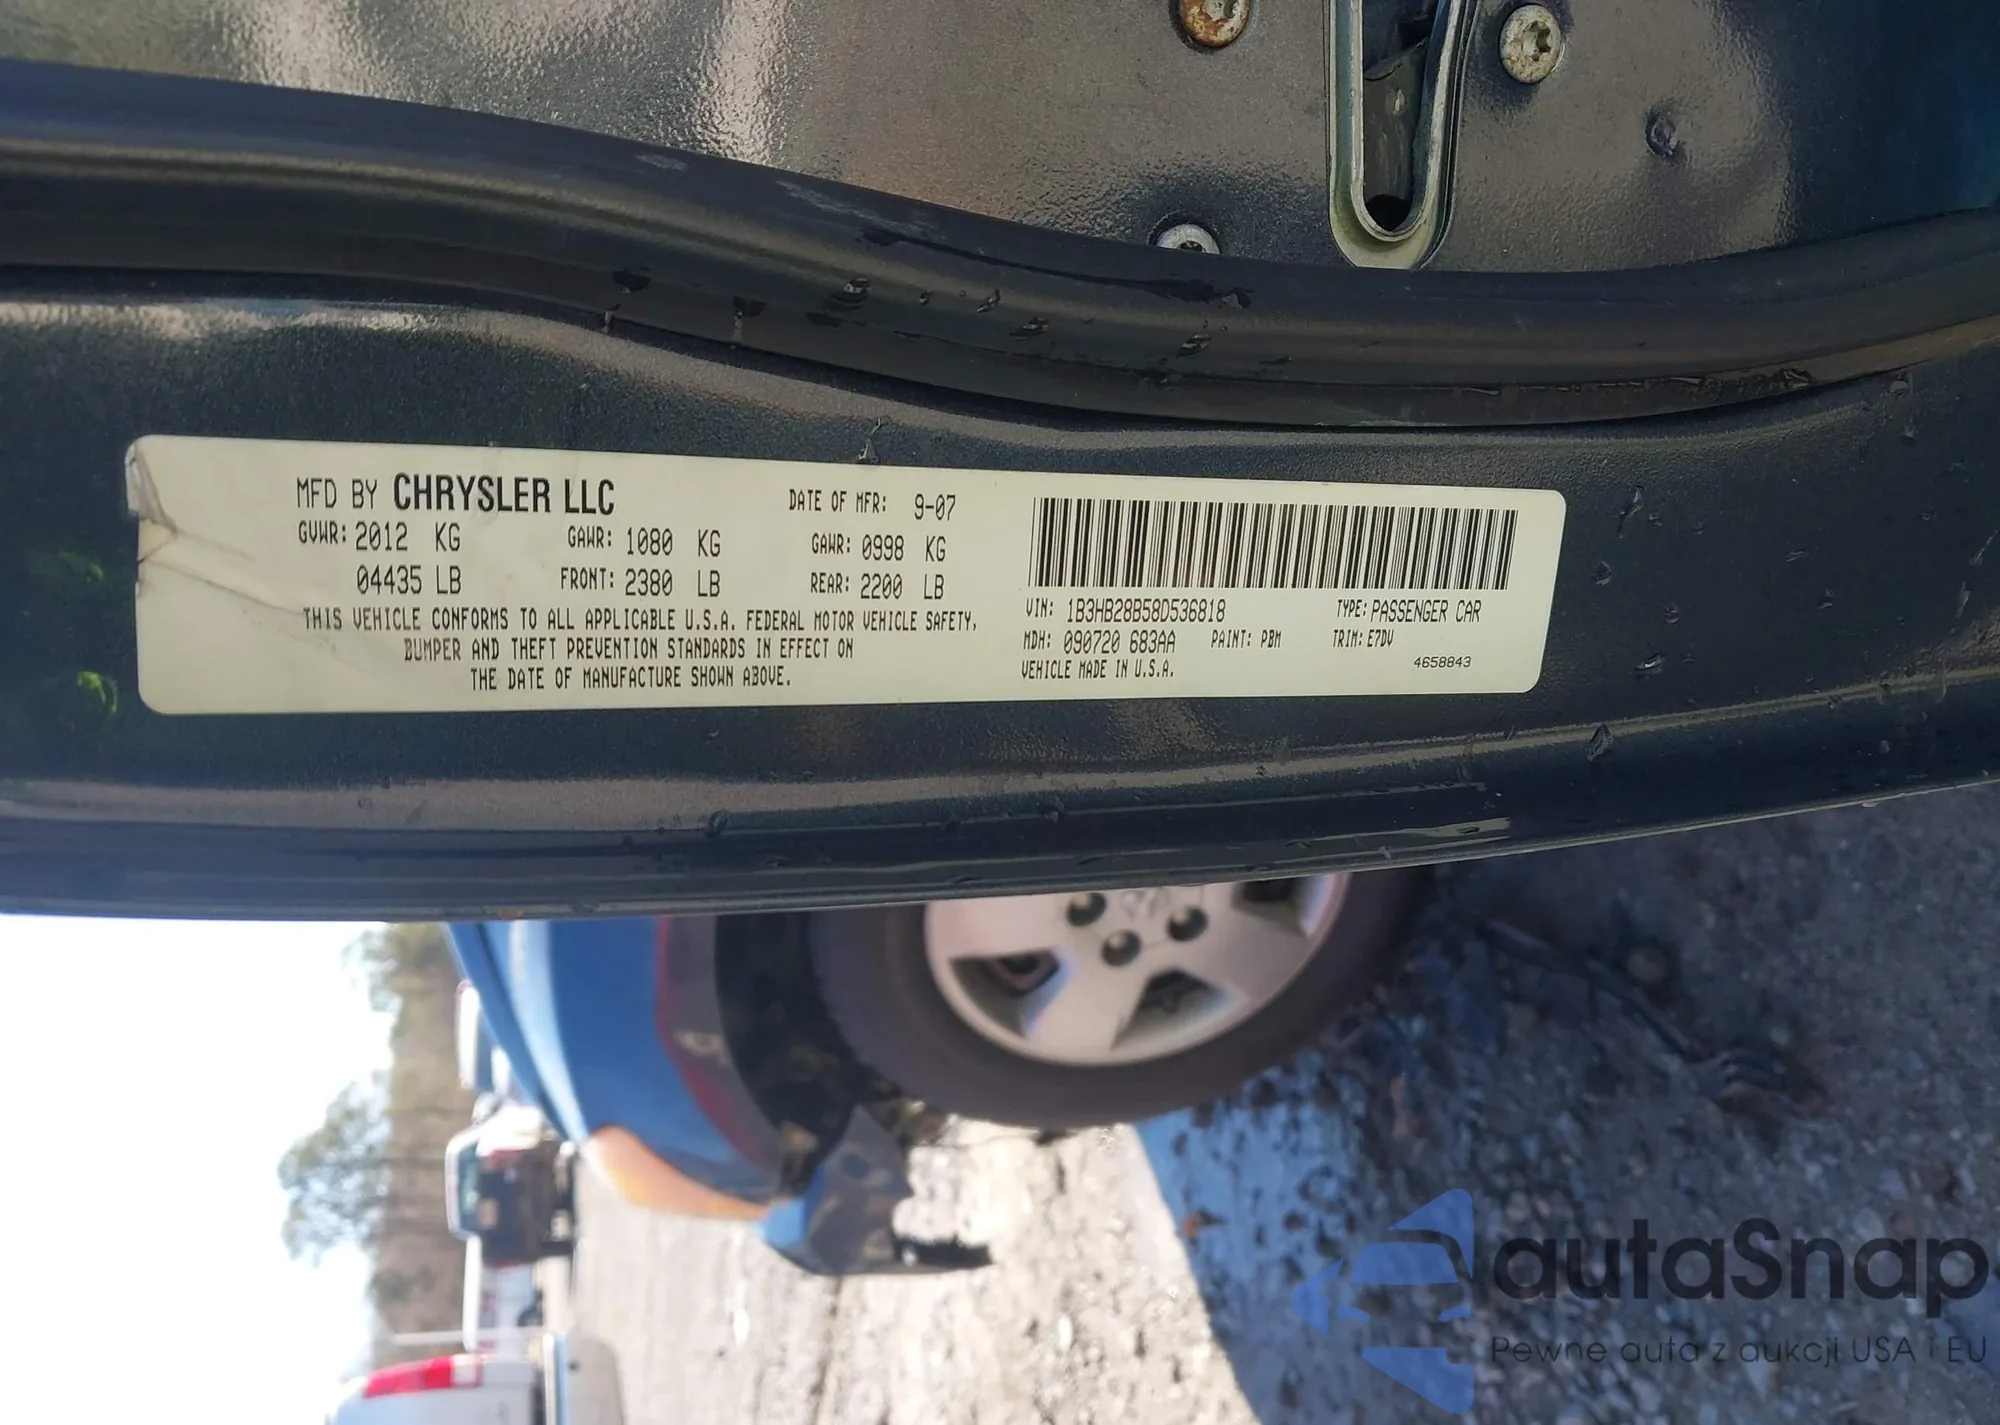 MFD BY CHRYSLER LLC DATE OF MFR: 9-07
GVWR: 2012 KG GAWR: 1080 KG GAWR: 0998 KG
04435 LB FRONT: 2380 LB REAR: 2200 LB
THIS VEHICLE CONFORMS TO ALL APPLICABLE U.S.A. FEDERAL MOTOR VEHICLE SAFETY,
BUMPER AND THEFT PREVENTION STANDARDS IN EFFECT ON
THE DATE OF MANUFACTURE SHOWN ABOVE.
VIN: 1B3HB28B58D536818 TYPE: PASSENGER CAR
MDH: 090720 683AA PAINT: PBM TRIM: E7DV
VEHICLE MADE IN U.S.A. 4658843
autaSnap
Pewne auta z aukcji USA i EU